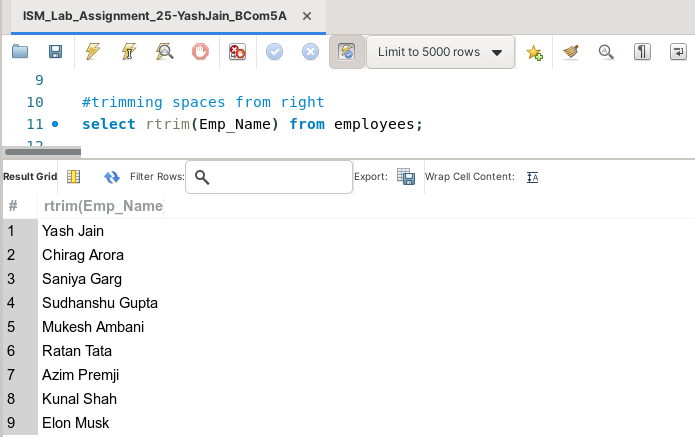 ISM_Lab_Assignment_25-YashJain_BCom5A ×
Limit to 5000 rows
9
10 #trimming spaces from right
11 select rtrim(Emp_Name) from employees;
12
Result Grid Filter Rows: Export: Wrap Cell Content:
# rtrim(Emp_Name
1 Yash Jain
2 Chirag Arora
3 Saniya Garg
4 Sudhanshu Gupta
5 Mukesh Ambani
6 Ratan Tata
7 Azim Premji
8 Kunal Shah
9 Elon Musk